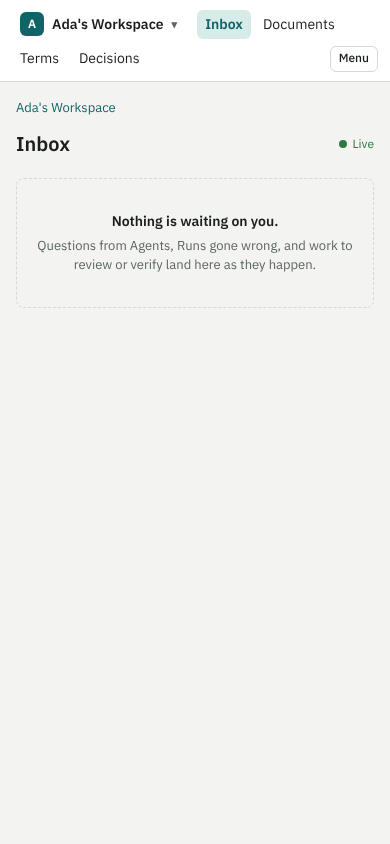 A Ada's Workspace ▾ Inbox Documents
Terms Decisions Menu
Ada's Workspace
Inbox Live
Nothing is waiting on you.
Questions from Agents, Runs gone wrong, and work to
review or verify land here as they happen.